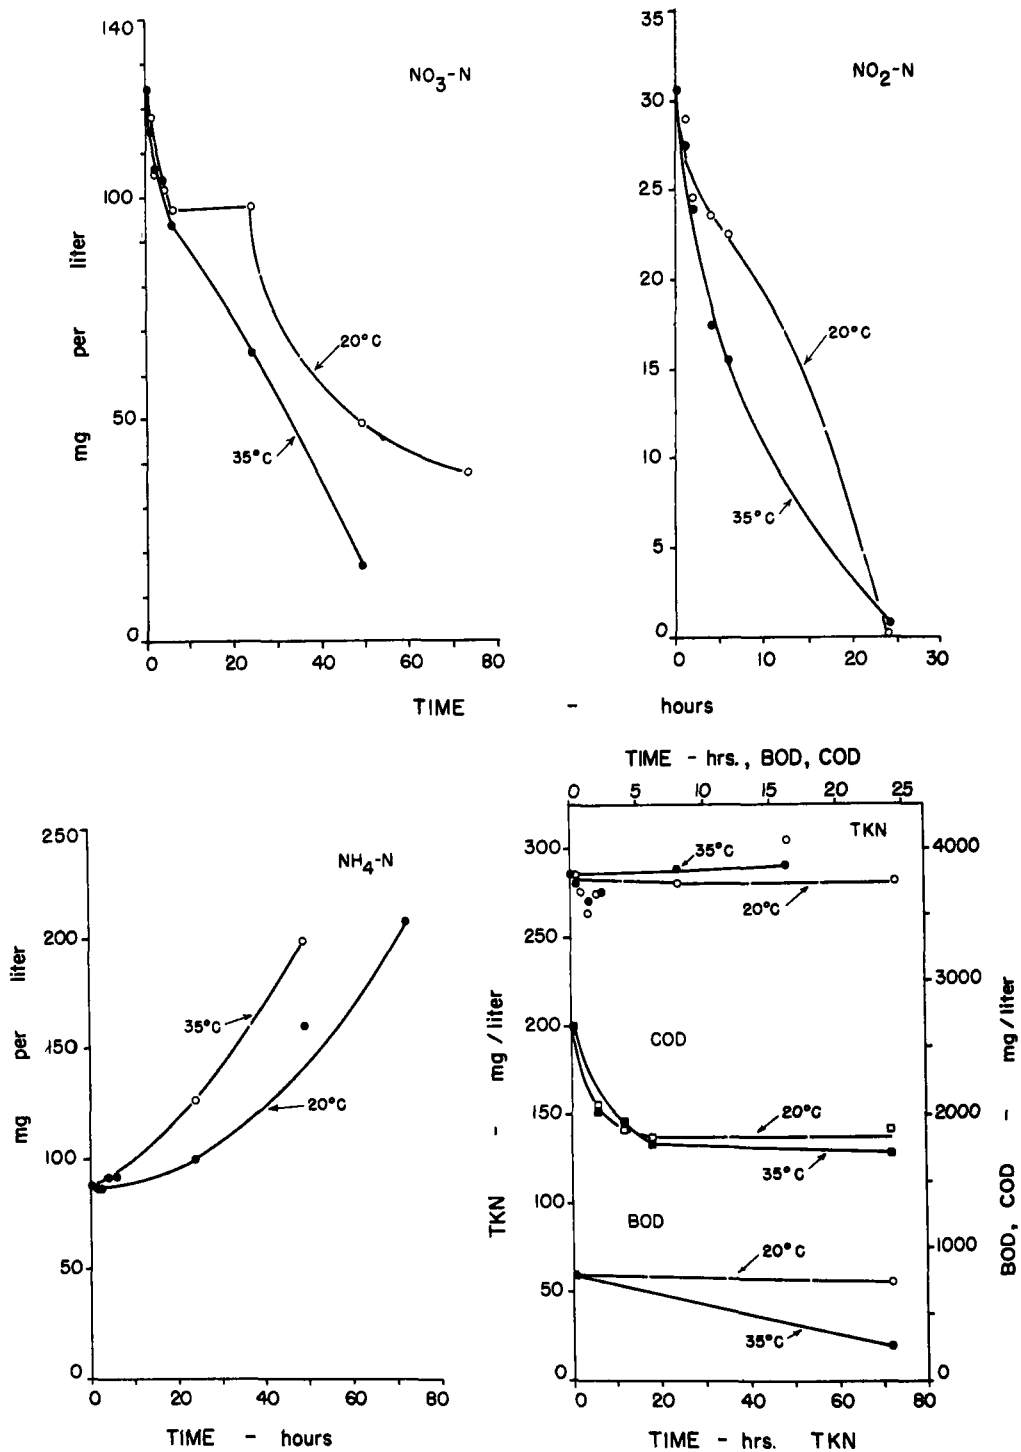 NO3-N
140
100
50
0
mg per liter
20°C
35°C
0 20 40 60 80
NO2-N
35
30
25
20
15
10
5
0
20°C
35°C
0 10 20 30
TIME - hours
NH4-N
250
200
150
100
50
0
mg per liter
35°C
20°C
0 20 40 60 80
TIME - hours
TIME - hrs., BOD, COD
0 5 10 15 20 25
TKN
300
250
200
150
100
50
0
TKN - mg/liter
4000
3000
2000
1000
0
BOD, COD - mg/liter
35°C
20°C
COD
20°C
35°C
BOD
20°C
35°C
0 20 40 60 80
TIME - hrs. TKN